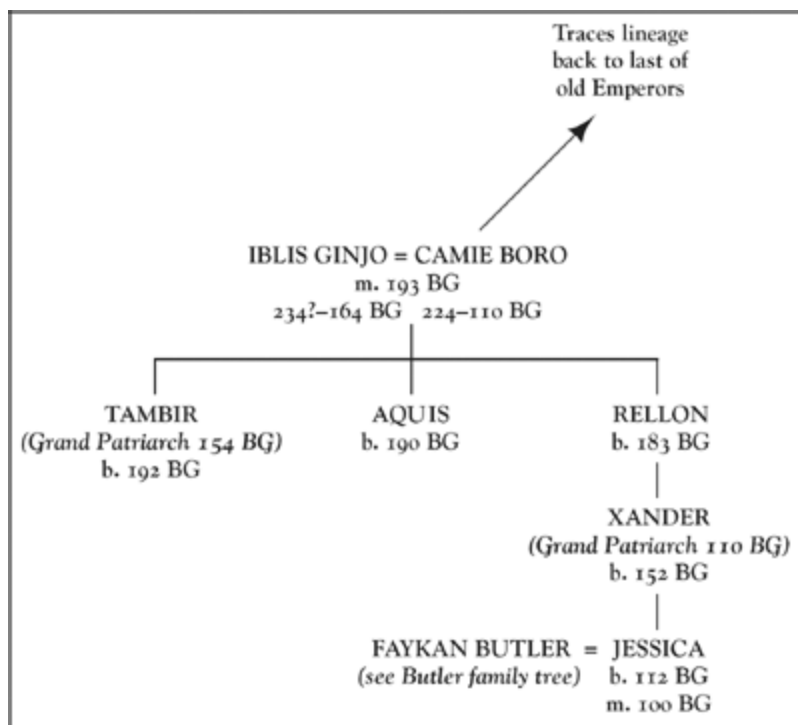 Traces lineage
back to last of
old Emperors
IBLIS GINJO = CAMIE BORO
m. 193 BG
234?–164 BG 224–110 BG
TAMBIR
(Grand Patriarch 154 BG)
b. 192 BG
AQUIS
b. 190 BG
RELLON
b. 183 BG
XANDER
(Grand Patriarch 110 BG)
b. 152 BG
FAYKAN BUTLER = JESSICA
(see Butler family tree) b. 112 BG
m. 100 BG